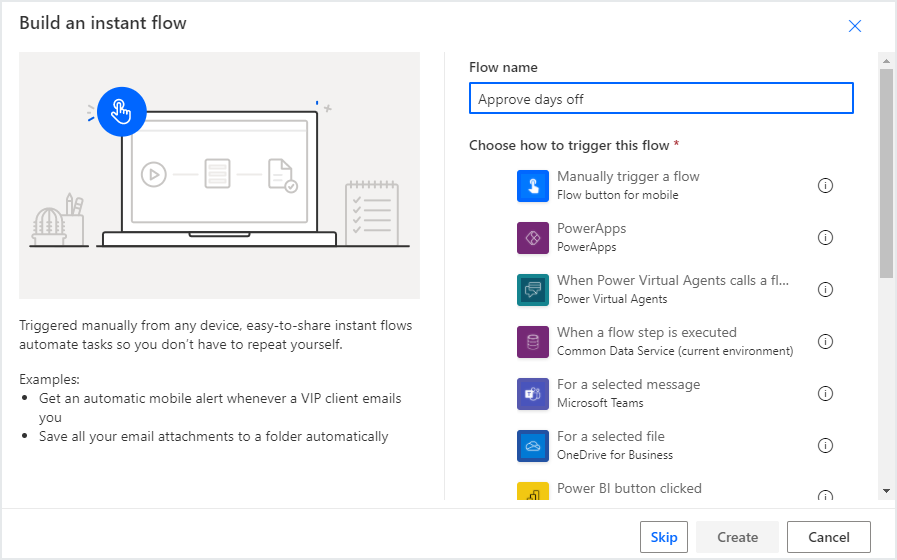 Build an instant flow
Triggered manually from any device, easy-to-share instant flows
automate tasks so you don't have to repeat yourself.
Examples:
Get an automatic mobile alert whenever a VIP client emails
you
Save all your email attachments to a folder automatically
Flow name
Approve days off
Choose how to trigger this flow *
Manually trigger a flow
Flow button for mobile
PowerApps
PowerApps
When Power Virtual Agents calls a fl...
Power Virtual Agents
When a flow step is executed
Common Data Service (current environment)
For a selected message
Microsoft Teams
For a selected file
OneDrive for Business
Power BI button clicked
Skip
Create
Cancel